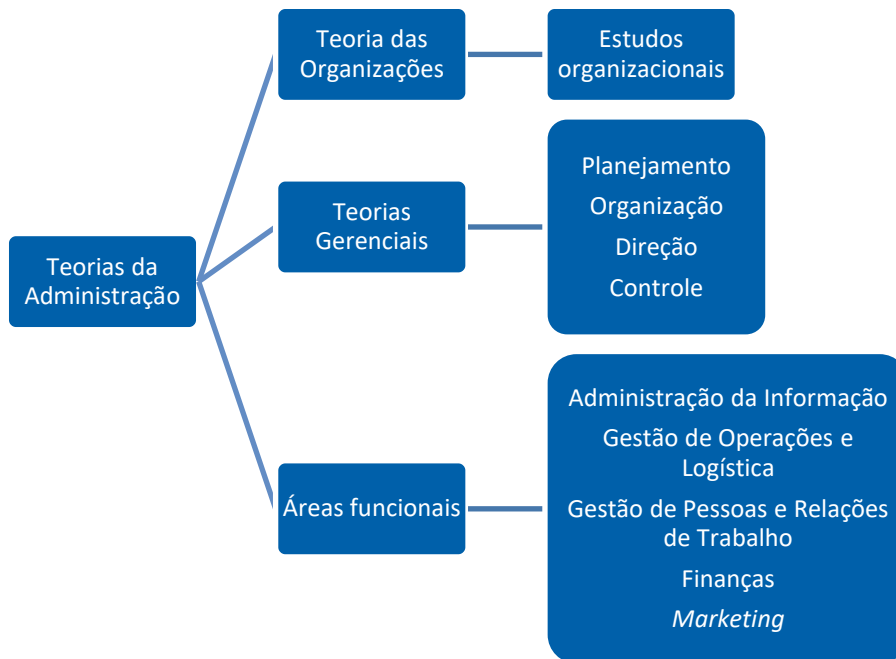 Teoria das
Organizações
Estudos
organizacionais
Teorias da
Administração
Teorias
Gerenciais
Planejamento
Organização
Direção
Controle
Áreas funcionais
Administração da Informação
Gestão de Operações e
Logística
Gestão de Pessoas e Relações
de Trabalho
Finanças
Marketing